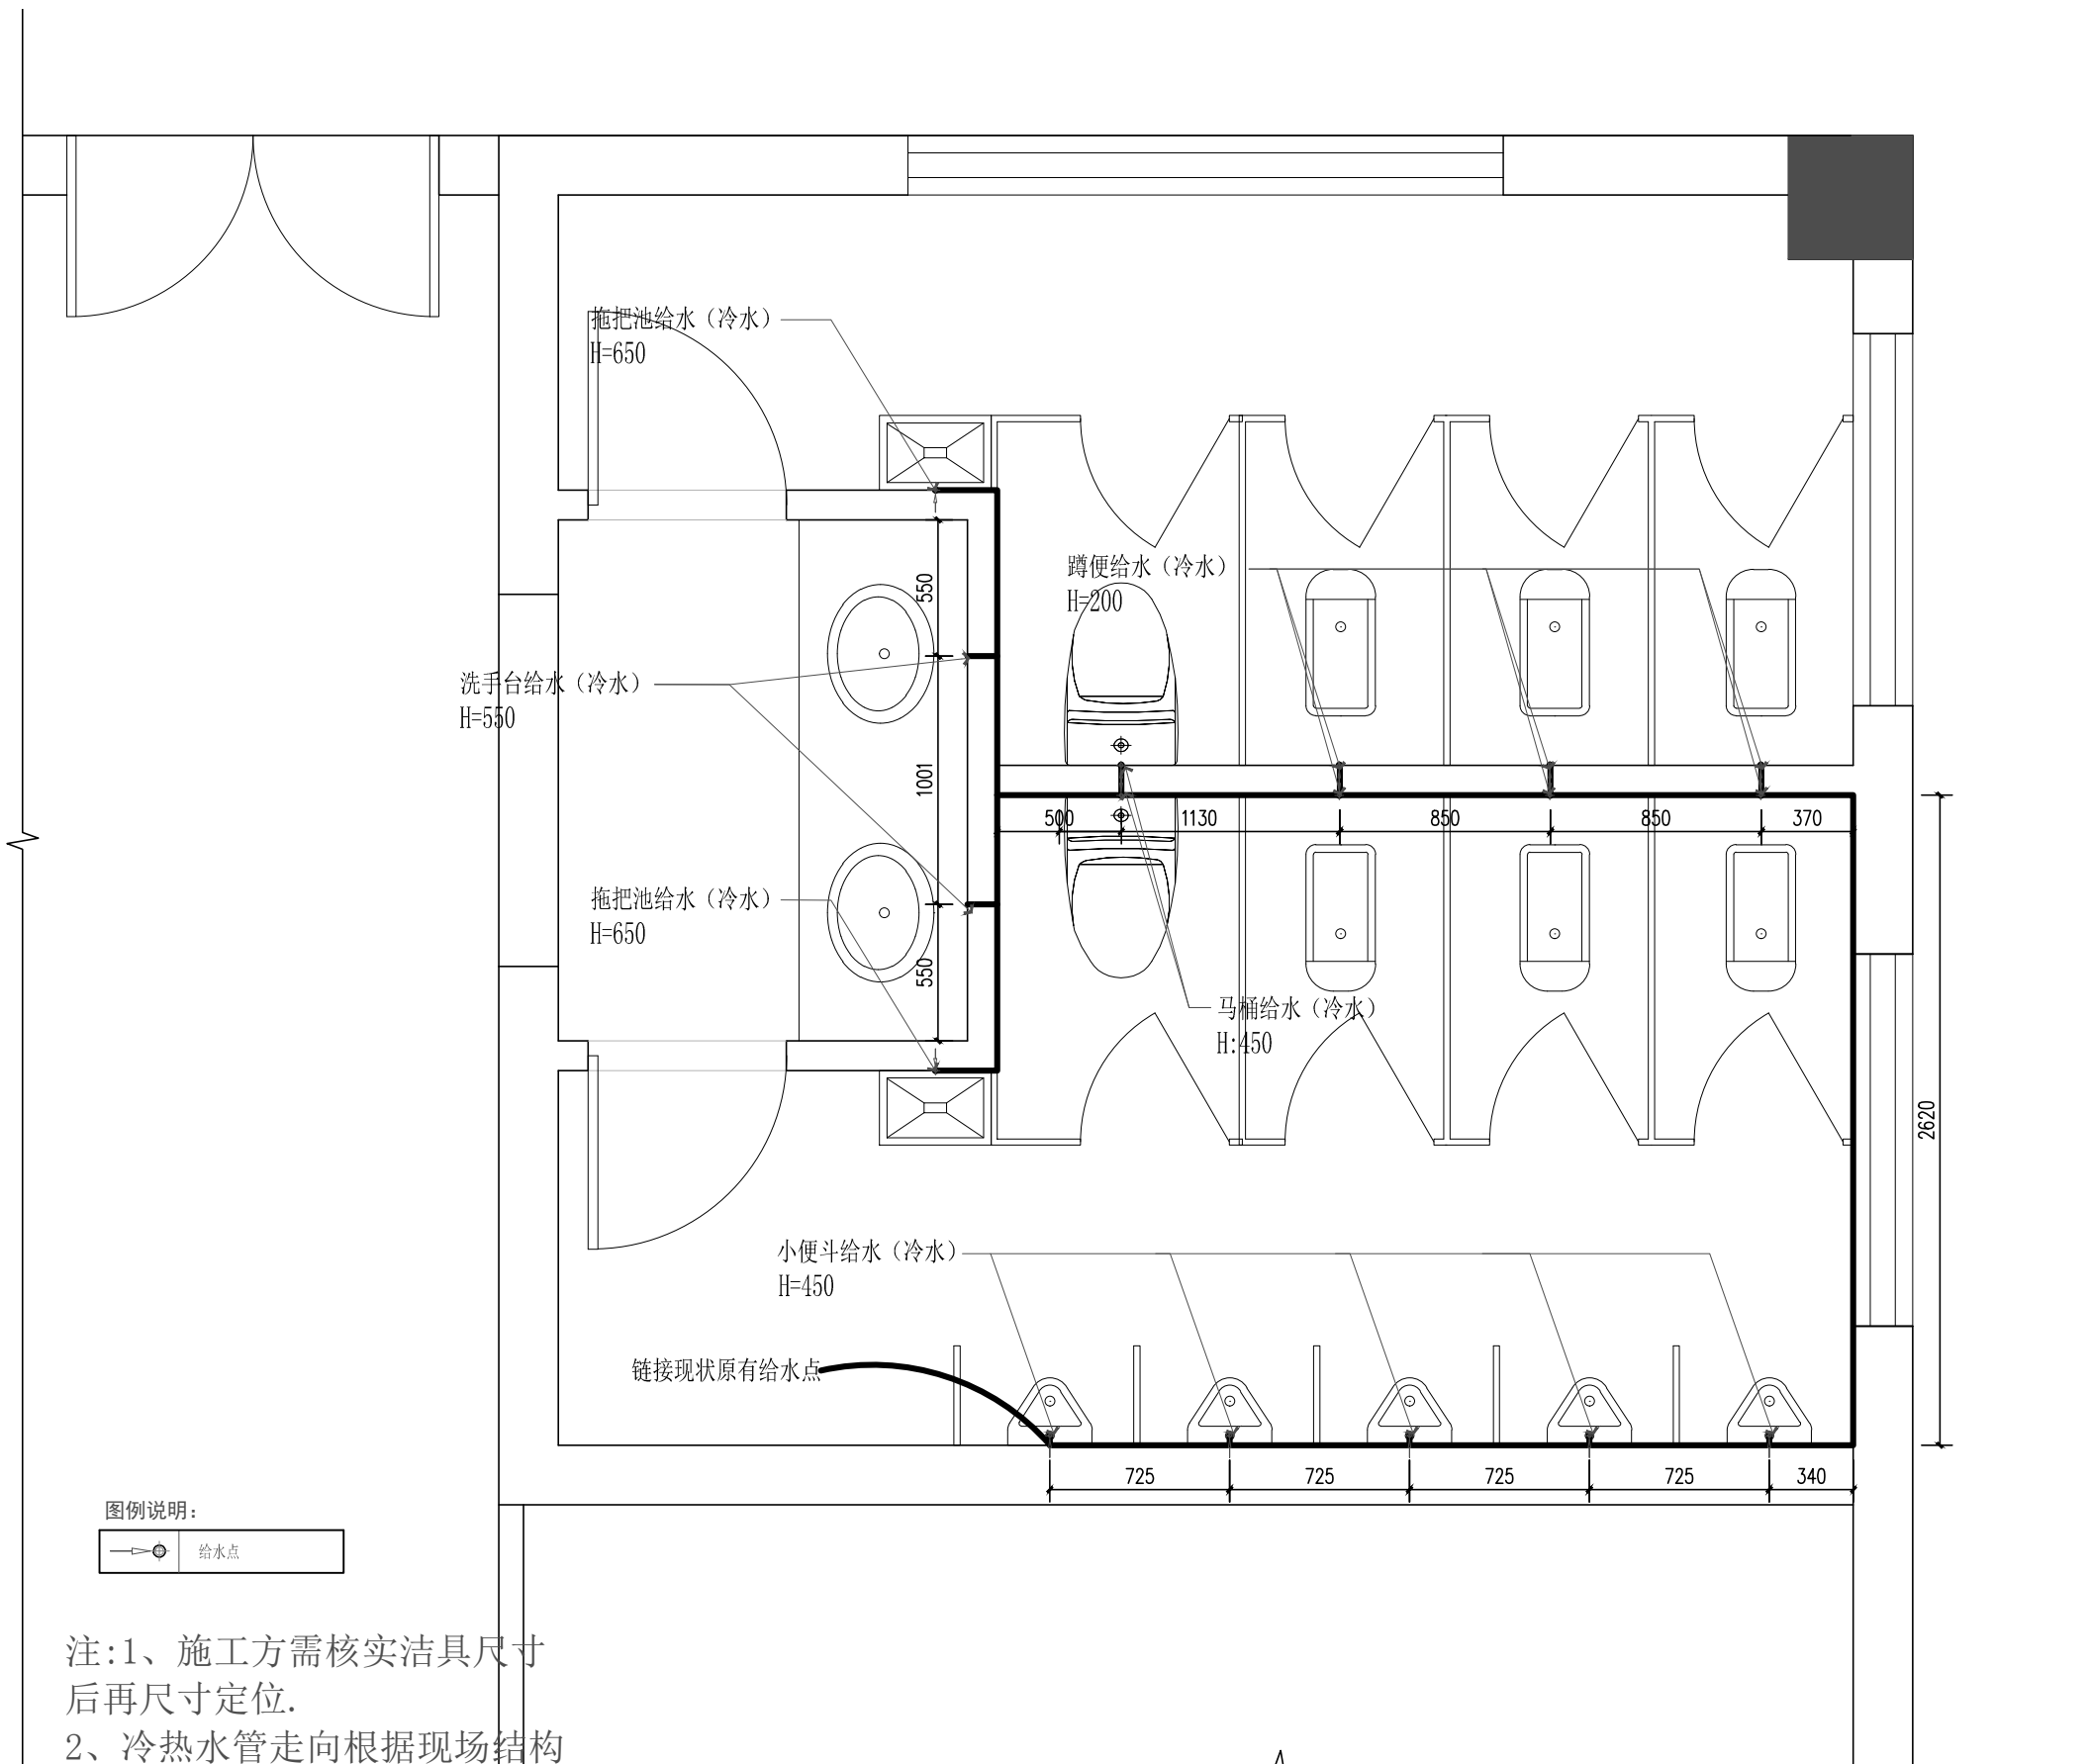 拖把池给水（冷水）
H=650
蹲便给水（冷水）
H=200
550
洗手台给水（冷水）
H=550
1001
500
1130
850
850
370
拖把池给水（冷水）
H=650
550
马桶给水（冷水）
H:450
2620
小便斗给水（冷水）
H=450
链接现状原有给水点
725
725
725
725
340
图例说明:
给水点
注:1、施工方需核实洁具尺寸
后再尺寸定位.
2、冷热水管走向根据现场结构